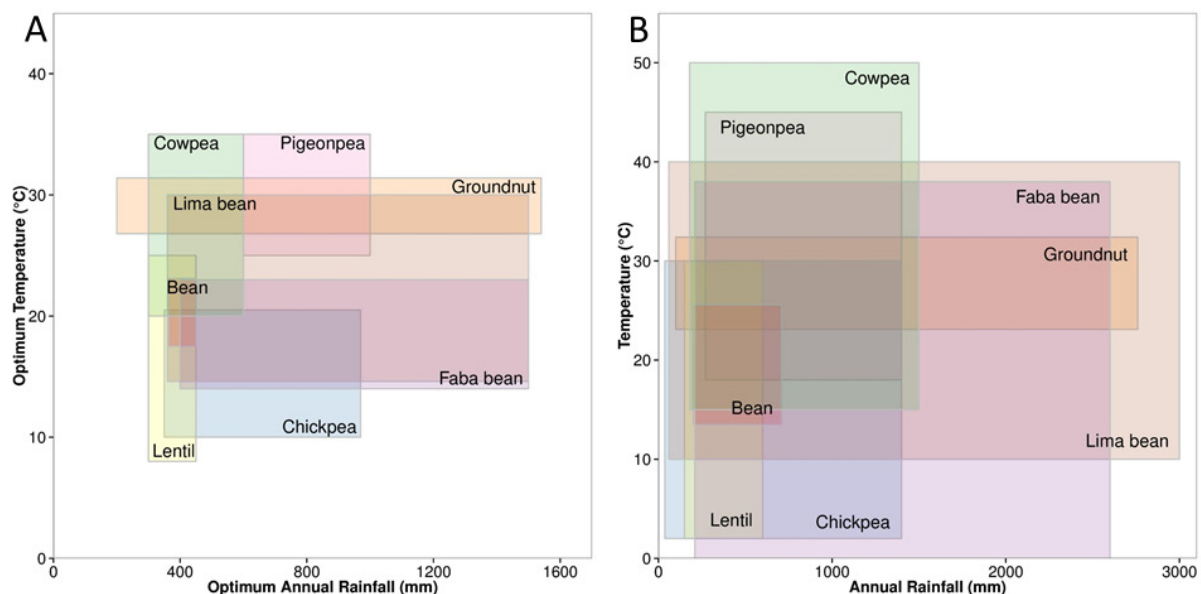 A
Optimum Temperature (°C)
40
30
20
10
0
Cowpea
Pigeonpea
Groundnut
Lima bean
Bean
Faba bean
Chickpea
Lentil
0 400 800 1200 1600
Optimum Annual Rainfall (mm)
B
Temperature (°C)
50
40
30
20
10
0
Cowpea
Pigeonpea
Faba bean
Groundnut
Bean
Lima bean
Lentil
Chickpea
0 1000 2000 3000
Annual Rainfall (mm)